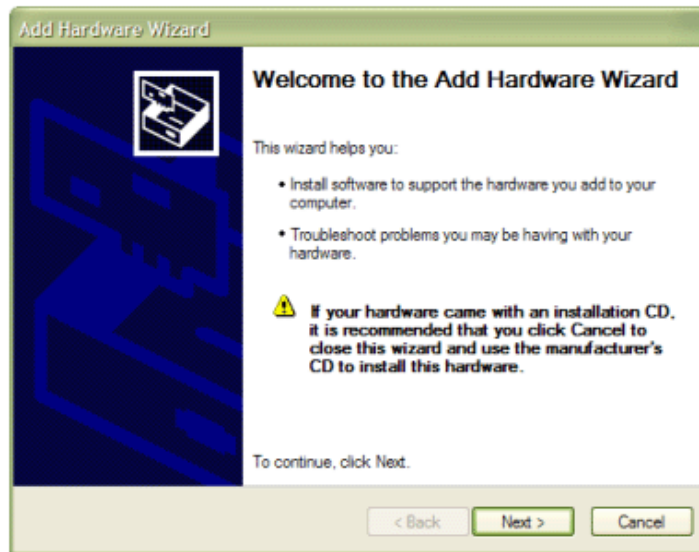 Add Hardware Wizard
Welcome to the Add Hardware Wizard
This wizard helps you:
• Install software to support the hardware you add to your
computer.
• Troubleshoot problems you may be having with your
hardware.
If your hardware came with an installation CD,
it is recommended that you click Cancel to
close this wizard and use the manufacturer's
CD to install this hardware.
To continue, click Next.
< Back Next > Cancel